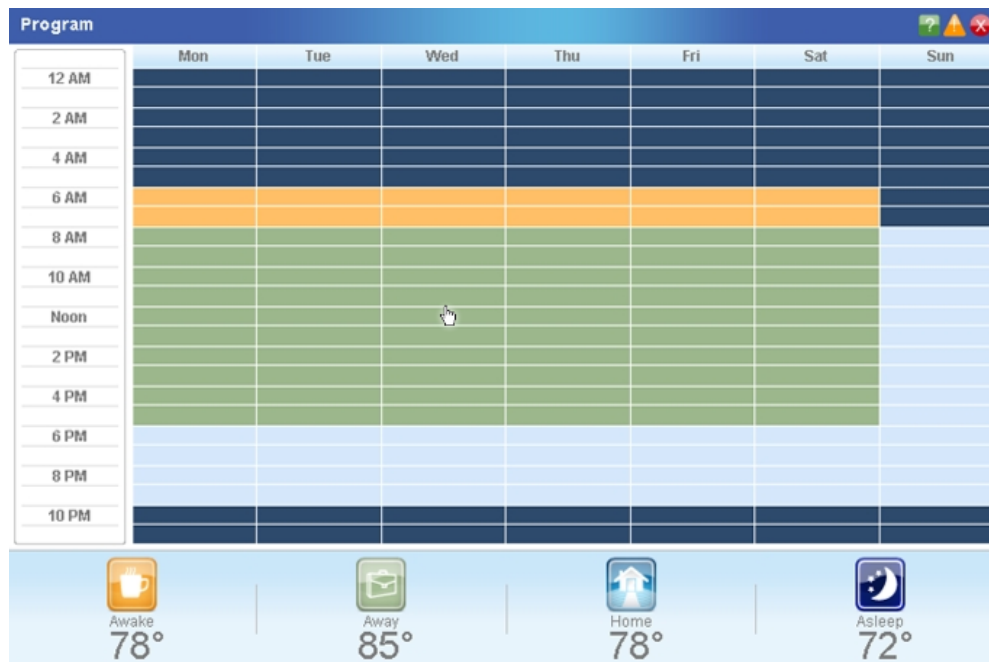 Program
Mon Tue Wed Thu Fri Sat Sun
12 AM
2 AM
4 AM
6 AM
8 AM
10 AM
Noon
2 PM
4 PM
6 PM
8 PM
10 PM
Awake Away Home Asleep
78° 85° 78° 72°